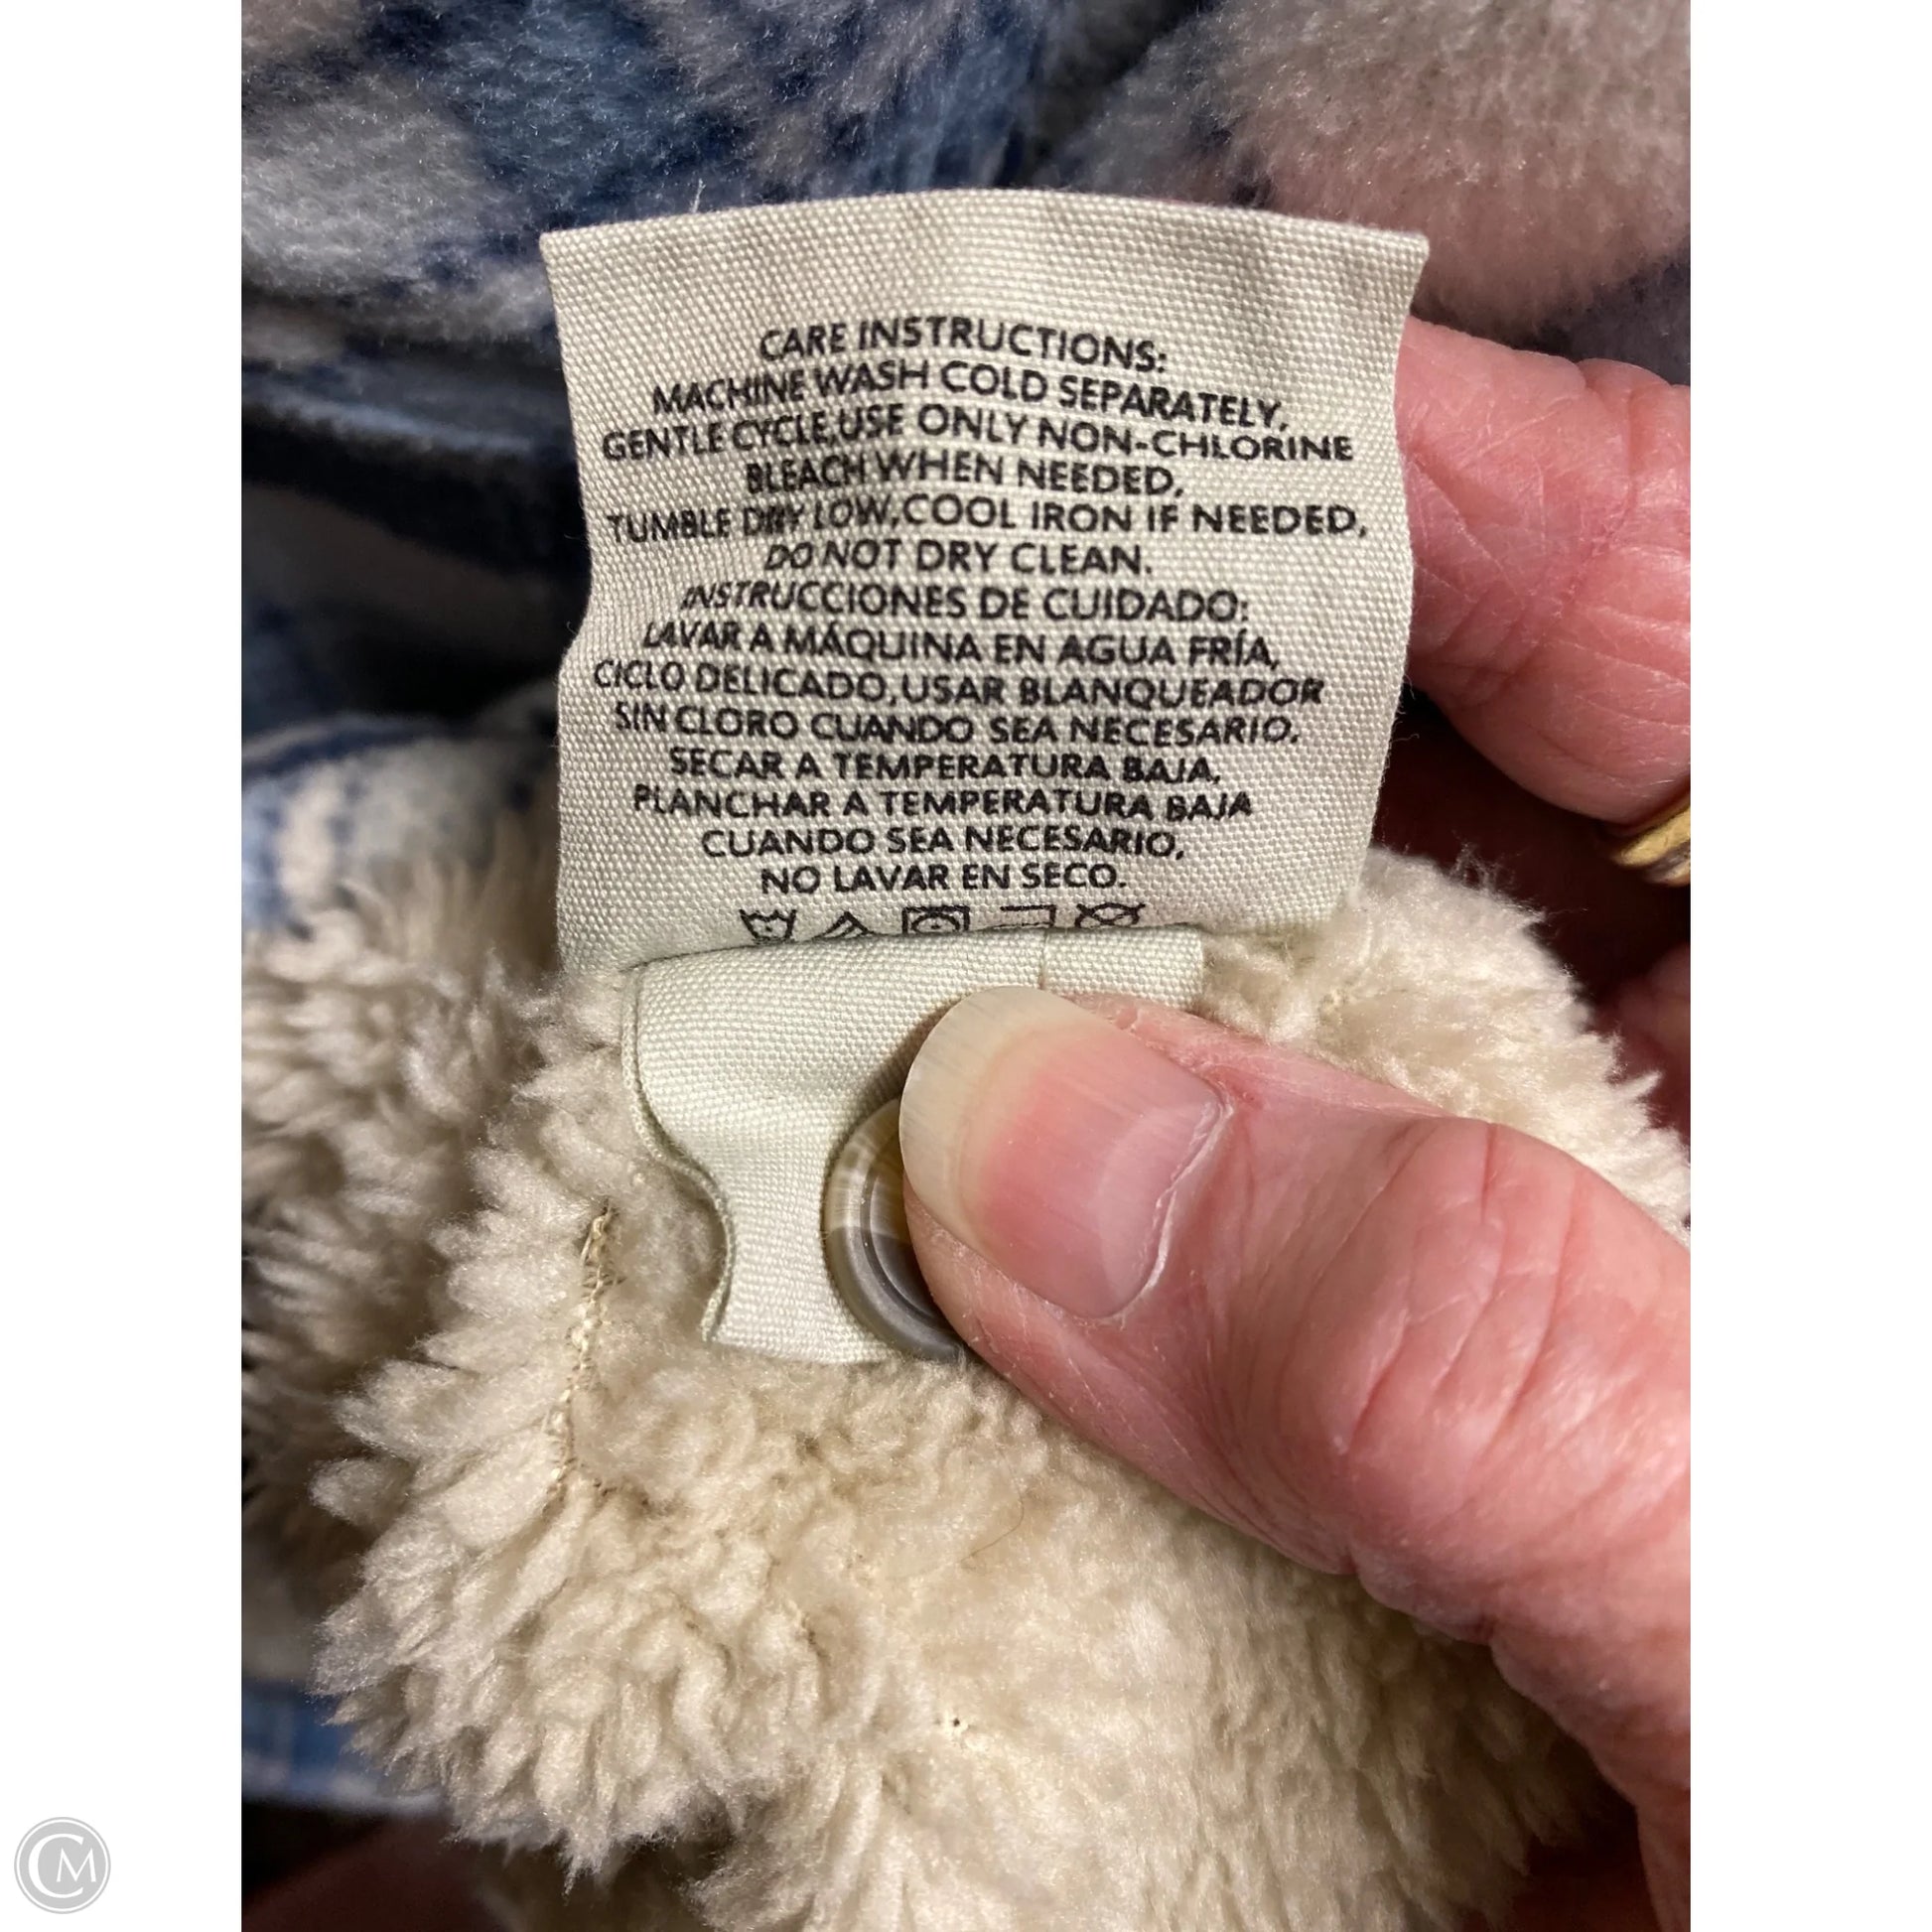 CARE INSTRUCTIONS:
MACHINE WASH COLD SEPARATELY,
GENTLE CYCLE,USE ONLY NON-CHLORINE
BLEACH WHEN NEEDED,
TUMBLE DRY LOW,COOL IRON IF NEEDED,
DO NOT DRY CLEAN.
INSTRUCCIONES DE CUIDADO:
LAVAR A MÁQUINA EN AGUA FRÍA,
CICLO DELICADO,USAR BLANQUEADOR
SIN CLORO CUANDO SEA NECESARIO.
SECAR A TEMPERATURA BAJA,
PLANCHAR A TEMPERATURA BAJA
CUANDO SEA NECESARIO,
NO LAVAR EN SECO.
CM